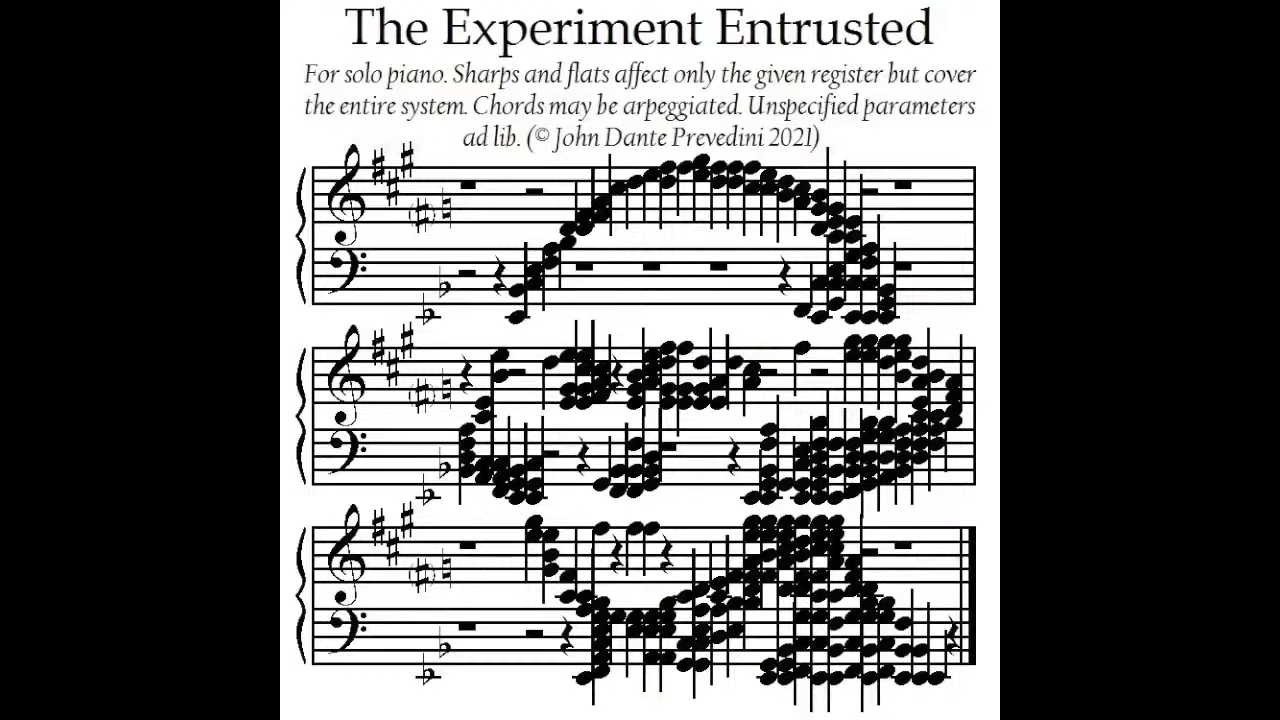 The Experiment Entrusted
For solo piano. Sharps and flats affect only the given register but cover
the entire system. Chords may be arpeggiated. Unspecified parameters
ad lib. (© John Dante Prevedini 2021)